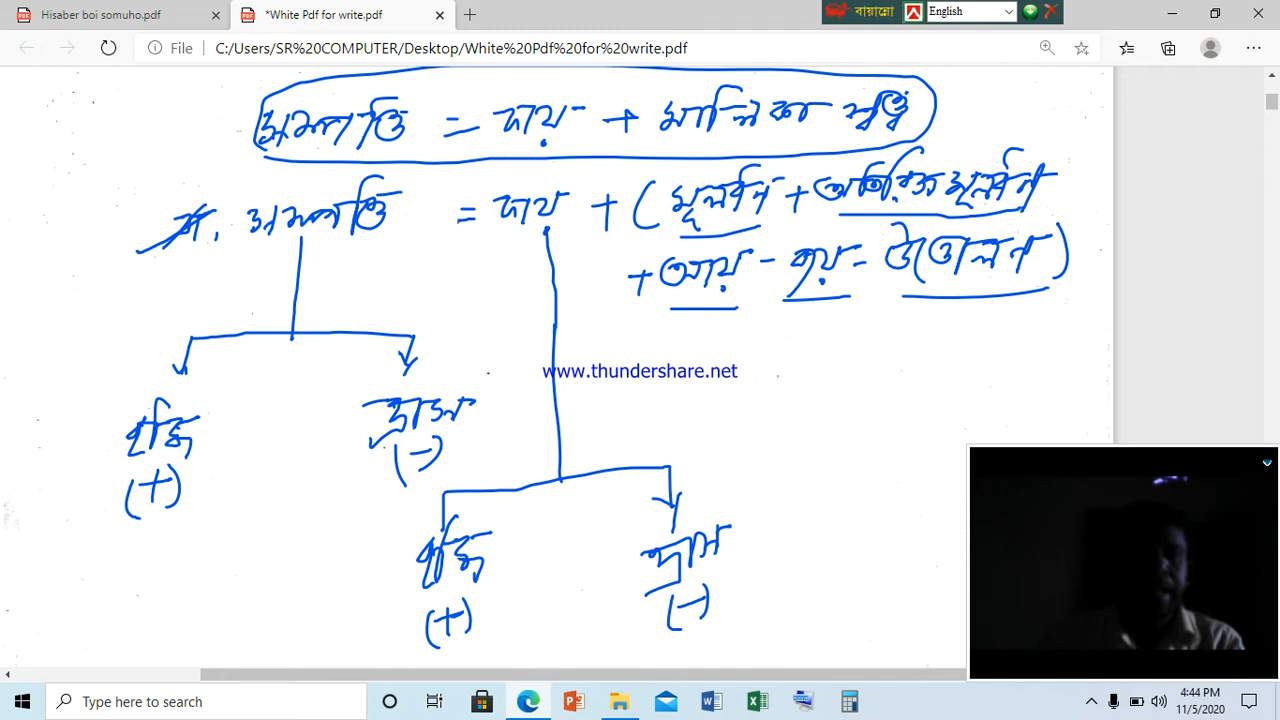 Hisaber boi somuho.pdf
*White Pdf for write.pdf
বায়ান্নো
English
File
C:/Users/SR%20COMPUTER/Desktop/White%20Pdf%20for%20write.pdf
সম্পত্তি = দায় + মালিকানা স্বত্ব
সম্পত্তি = দায় + ( মূলধন + অতিরিক্ত মূলধন
+ আয় - ব্যয় = উত্তোলন )
www.thundershare.net
বৃদ্ধি
হ্রাস
(+)
(-)
বৃদ্ধি
হ্রাস
(+)
(-)
Type here to search
4:44 PM
11/5/2020